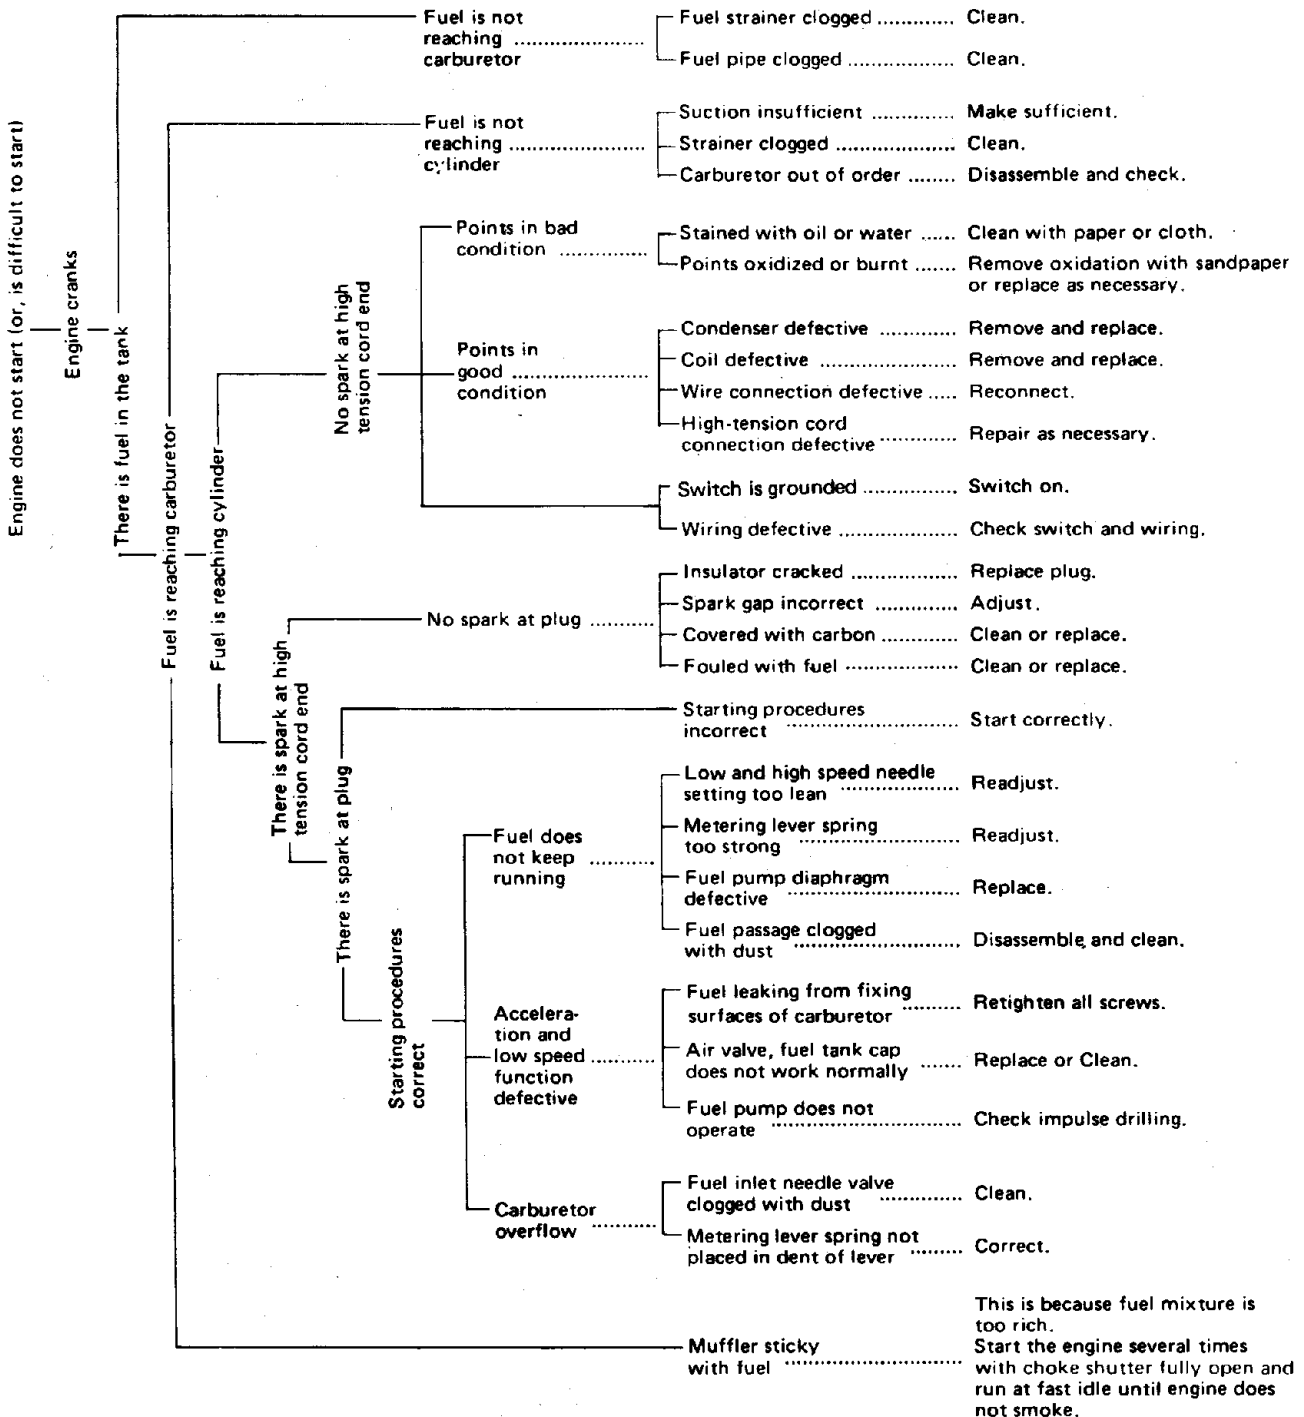 Engine does not start (or, is difficult to start)
Engine cranks
There is fuel in the tank
Fuel is not
reaching ..........................
carburetor
Fuel strainer clogged ............. Clean.
Fuel pipe clogged .................. Clean.
Fuel is reaching carburetor
Fuel is not
reaching ...........................
cylinder
Suction insufficient .............. Make sufficient.
Strainer clogged .................... Clean.
Carburetor out of order ........ Disassemble and check.
Fuel is reaching cylinder
No spark at high
tension cord end
Points in bad
condition .................
Stained with oil or water ...... Clean with paper or cloth.
Points oxidized or burnt ....... Remove oxidation with sandpaper
or replace as necessary.
Points in
good .....................
condition
Condenser defective ............. Remove and replace.
Coil defective ....................... Remove and replace.
Wire connection defective ..... Reconnect.
High-tension cord
connection defective ............. Repair as necessary.
Switch is grounded ................ Switch on.
Wiring defective .................... Check switch and wiring.
There is spark at high
tension cord end
No spark at plug ............
Insulator cracked ................... Replace plug.
Spark gap incorrect .............. Adjust.
Covered with carbon ............. Clean or replace.
Fouled with fuel ................... Clean or replace.
There is spark at plug
Starting procedures
incorrect ............................. Start correctly.
Starting procedures
correct
Fuel does
not keep ............
running
Low and high speed needle
setting too lean .................... Readjust.
Metering lever spring
too strong ........................... Readjust.
Fuel pump diaphragm
defective ............................. Replace.
Fuel passage clogged
with dust ............................ Disassemble and clean.
Accelera-
tion and
low speed ............
function
defective
Fuel leaking from fixing
surfaces of carburetor ......... Retighten all screws.
Air valve, fuel tank cap
does not work normally ....... Replace or Clean.
Fuel pump does not
operate ................................ Check impulse drilling.
Carburetor
overflow ............
Fuel inlet needle valve
clogged with dust ............. Clean.
Metering lever spring not
placed in dent of lever ......... Correct.
Muffler sticky
with fuel .............................
This is because fuel mixture is
too rich.
Start the engine several times
with choke shutter fully open and
run at fast idle until engine does
not smoke.